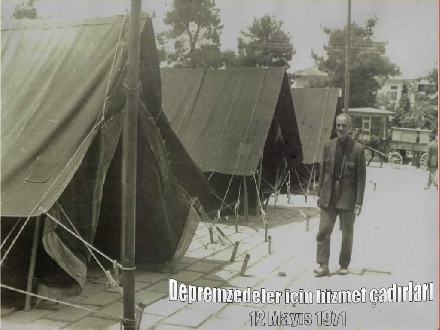 Depremzedeler için hizmet çadırları
12 Mayıs 1971